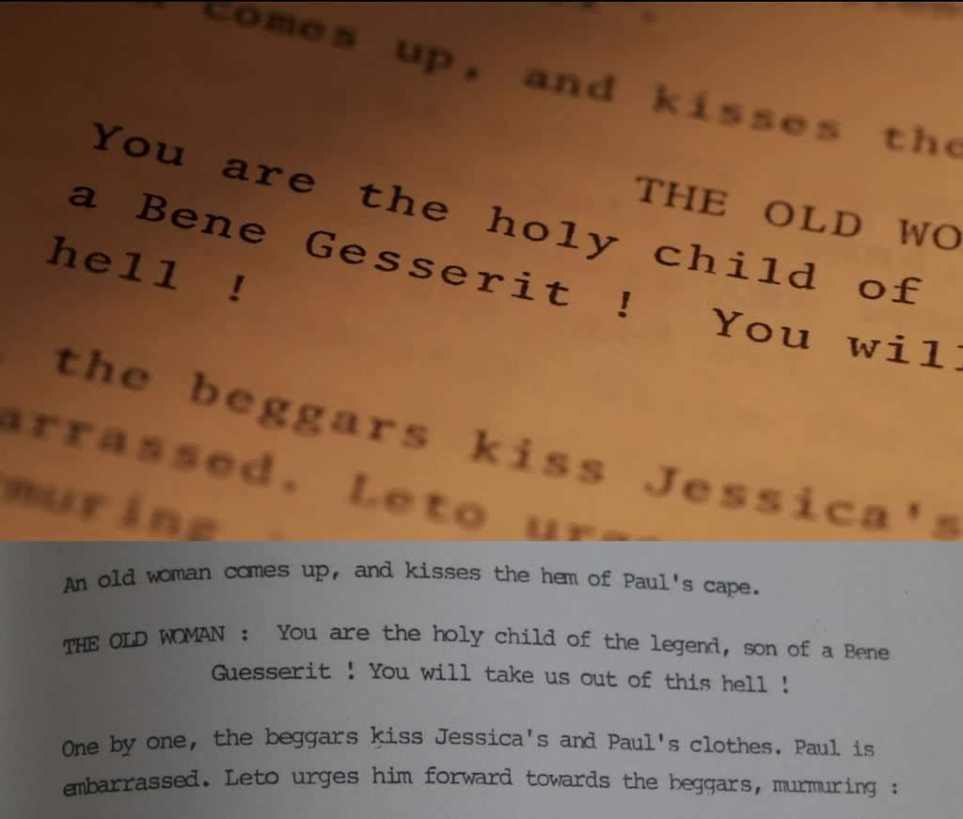 comes up, and kisses the
THE OLD WO
You are the holy child of
a Bene Gesserit ! You will
hell !
the beggars kiss Jessica's
arrassed. Leto
muring
An old woman comes up, and kisses the hem of Paul's cape.
THE OLD WOMAN : You are the holy child of the legend, son of a Bene
Guesserit ! You will take us out of this hell !
One by one, the beggars kiss Jessica's and Paul's clothes. Paul is
embarrassed. Leto urges him forward towards the beggars, murmuring :